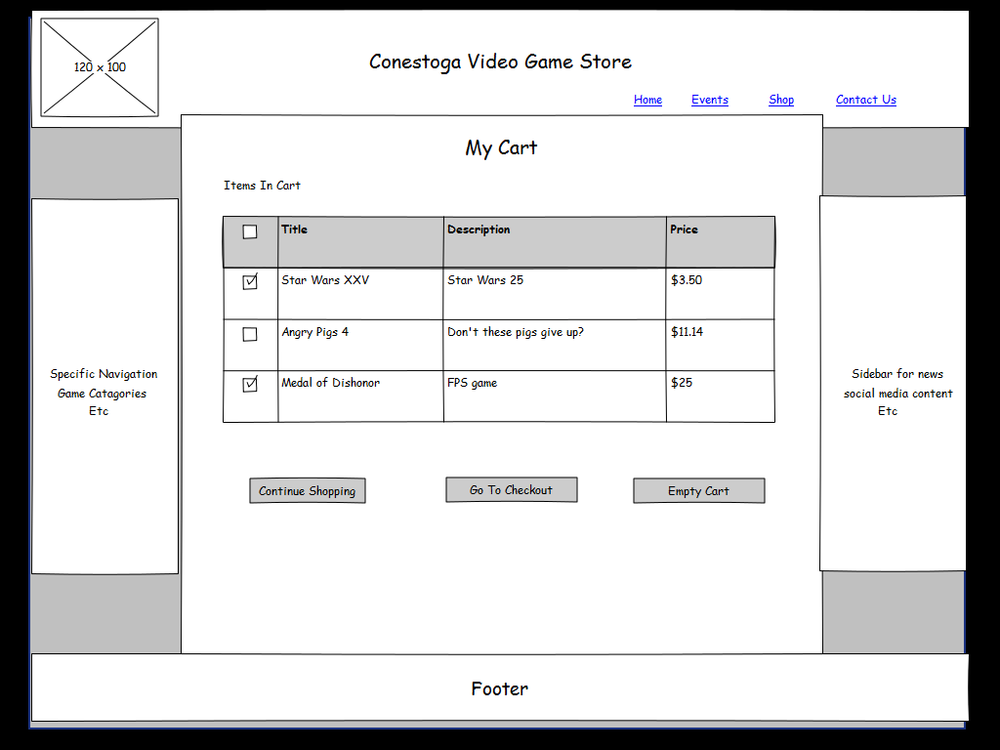 120 x 100
Conestoga Video Game Store
Home Events Shop Contact Us
My Cart
Items In Cart
Title Description Price
Star Wars XXV Star Wars 25 $3.50
Angry Pigs 4 Don't these pigs give up? $11.14
Medal of Dishonor FPS game $25
Continue Shopping Go To Checkout Empty Cart
Specific Navigation
Game Catagories
Etc
Sidebar for news
social media content
Etc
Footer